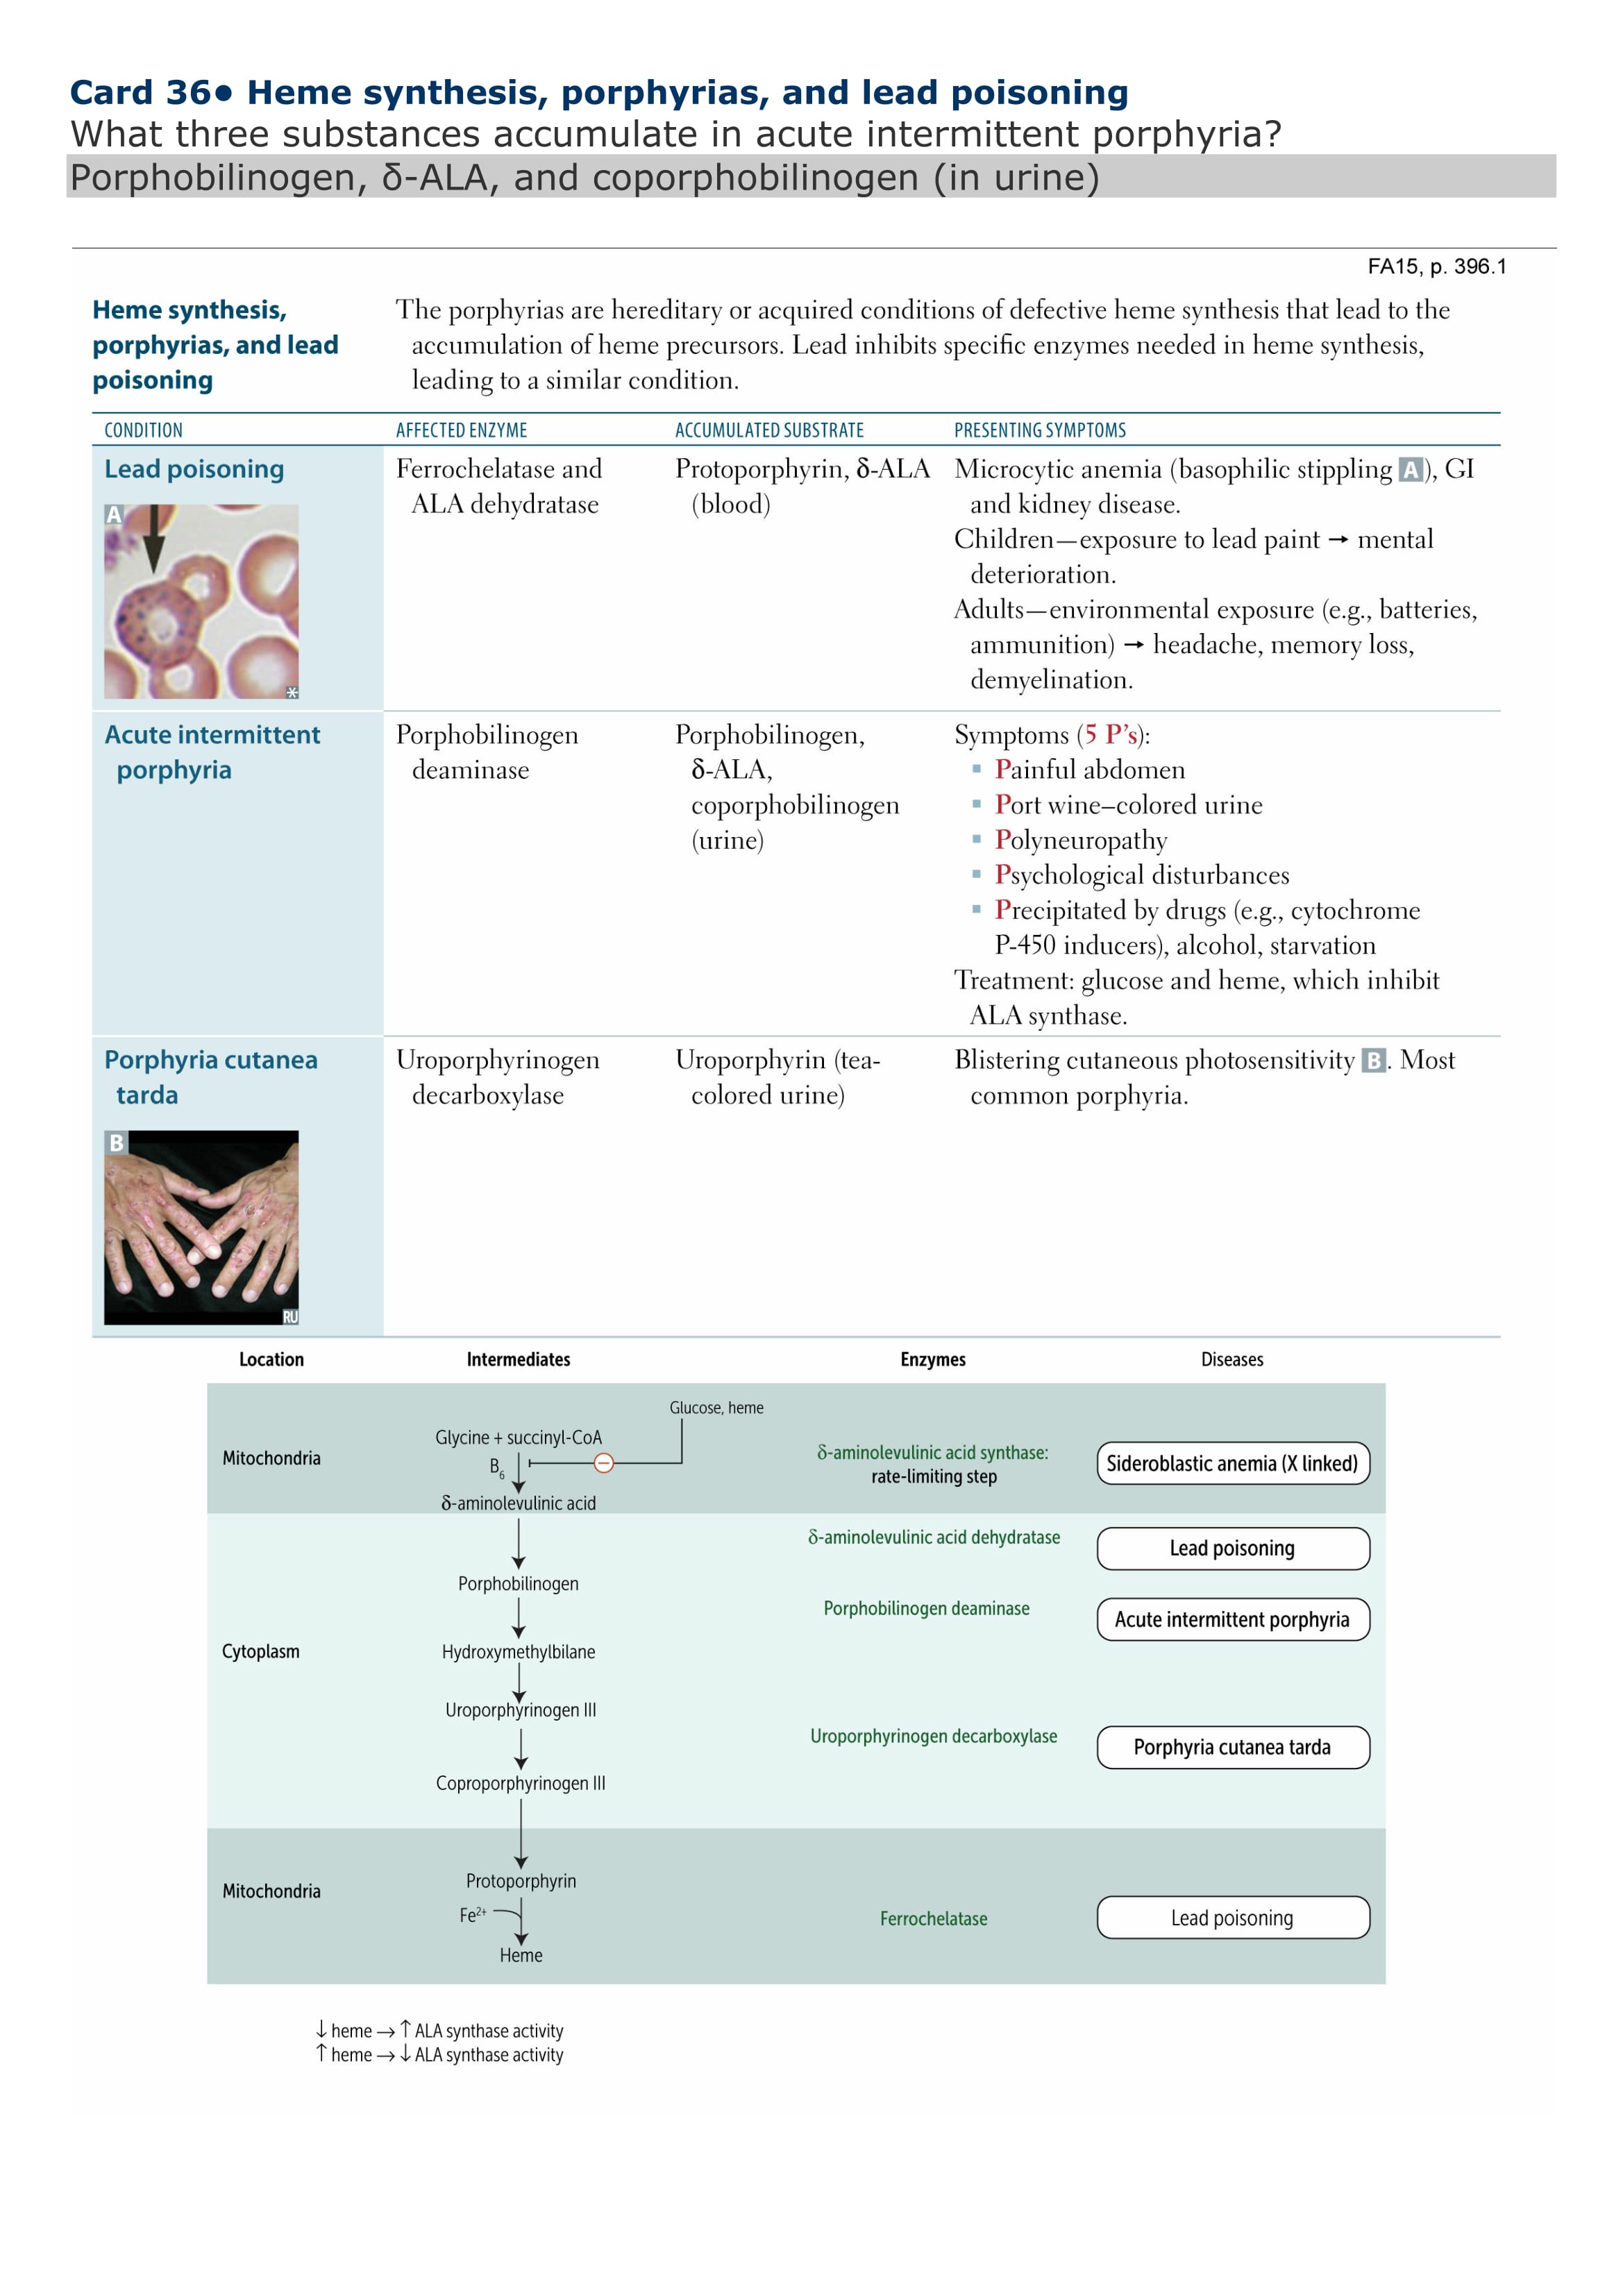 Card 36● Heme synthesis, porphyrias, and lead poisoning
What three substances accumulate in acute intermittent porphyria?
Porphobilinogen, δ-ALA, and coporphobilinogen (in urine)
FA15, p. 396.1
Heme synthesis,
porphyrias, and lead
poisoning
The porphyrias are hereditary or acquired conditions of defective heme synthesis that lead to the
accumulation of heme precursors. Lead inhibits specific enzymes needed in heme synthesis,
leading to a similar condition.
CONDITION AFFECTED ENZYME ACCUMULATED SUBSTRATE PRESENTING SYMPTOMS
Lead poisoning
A
*
Ferrochelatase and
ALA dehydratase
Protoporphyrin, δ-ALA
(blood)
Microcytic anemia (basophilic stippling A), GI
and kidney disease.
Children—exposure to lead paint → mental
deterioration.
Adults—environmental exposure (e.g., batteries,
ammunition) → headache, memory loss,
demyelination.
Acute intermittent
porphyria
Porphobilinogen
deaminase
Porphobilinogen,
δ-ALA,
coporphobilinogen
(urine)
Symptoms (5 P's):
▪ Painful abdomen
▪ Port wine–colored urine
▪ Polyneuropathy
▪ Psychological disturbances
▪ Precipitated by drugs (e.g., cytochrome
P-450 inducers), alcohol, starvation
Treatment: glucose and heme, which inhibit
ALA synthase.
Porphyria cutanea
tarda
B
RU
Uroporphyrinogen
decarboxylase
Uroporphyrin (tea-
colored urine)
Blistering cutaneous photosensitivity B. Most
common porphyria.
Location Intermediates Enzymes Diseases
Glucose, heme
Mitochondria
Glycine + succinyl-CoA
B6
−
δ-aminolevulinic acid
δ-aminolevulinic acid synthase:
rate-limiting step
Sideroblastic anemia (X linked)
δ-aminolevulinic acid dehydratase
Lead poisoning
Porphobilinogen
Porphobilinogen deaminase
Acute intermittent porphyria
Cytoplasm
Hydroxymethylbilane
Uroporphyrinogen III
Uroporphyrinogen decarboxylase
Porphyria cutanea tarda
Coproporphyrinogen III
Mitochondria
Protoporphyrin
Fe2+
Ferrochelatase
Lead poisoning
Heme
↓ heme → ↑ ALA synthase activity
↑ heme → ↓ ALA synthase activity